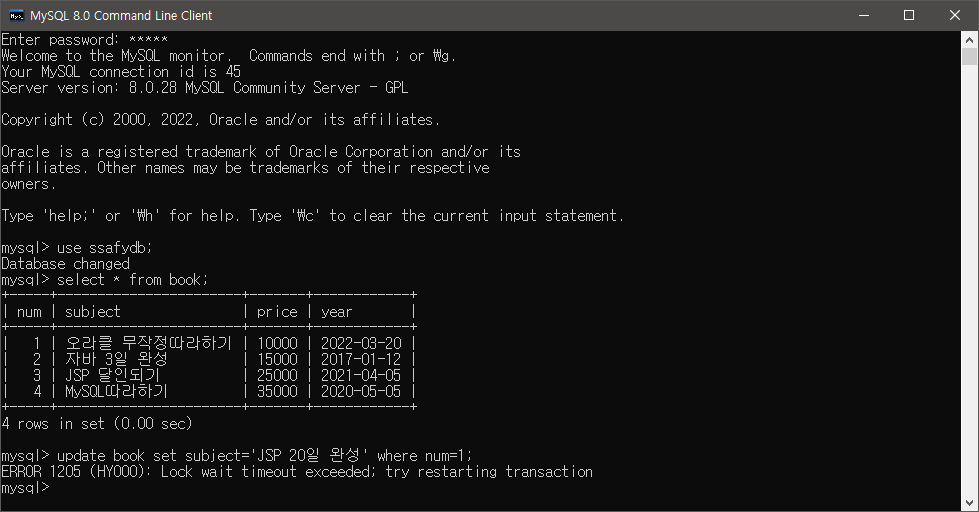 MySQL 8.0 Command Line Client
Enter password: *****
Welcome to the MySQL monitor.  Commands end with ; or ₩g.
Your MySQL connection id is 45
Server version: 8.0.28 MySQL Community Server - GPL
Copyright (c) 2000, 2022, Oracle and/or its affiliates.
Oracle is a registered trademark of Oracle Corporation and/or its
affiliates. Other names may be trademarks of their respective
owners.
Type 'help;' or '₩h' for help. Type '₩c' to clear the current input statement.
mysql> use ssafydb;
Database changed
mysql> select * from book;
+-----+-----------------------+-------+------------+
| num | subject               | price | year       |
+-----+-----------------------+-------+------------+
|   1 | 오라클 무작정따라하기 | 10000 | 2022-03-20 |
|   2 | 자바 3일 완성         | 15000 | 2017-01-12 |
|   3 | JSP 달인되기          | 25000 | 2021-04-05 |
|   4 | MySQL따라하기         | 35000 | 2020-05-05 |
+-----+-----------------------+-------+------------+
4 rows in set (0.00 sec)
mysql> update book set subject='JSP 20일 완성' where num=1;
ERROR 1205 (HY000): Lock wait timeout exceeded; try restarting transaction
mysql>